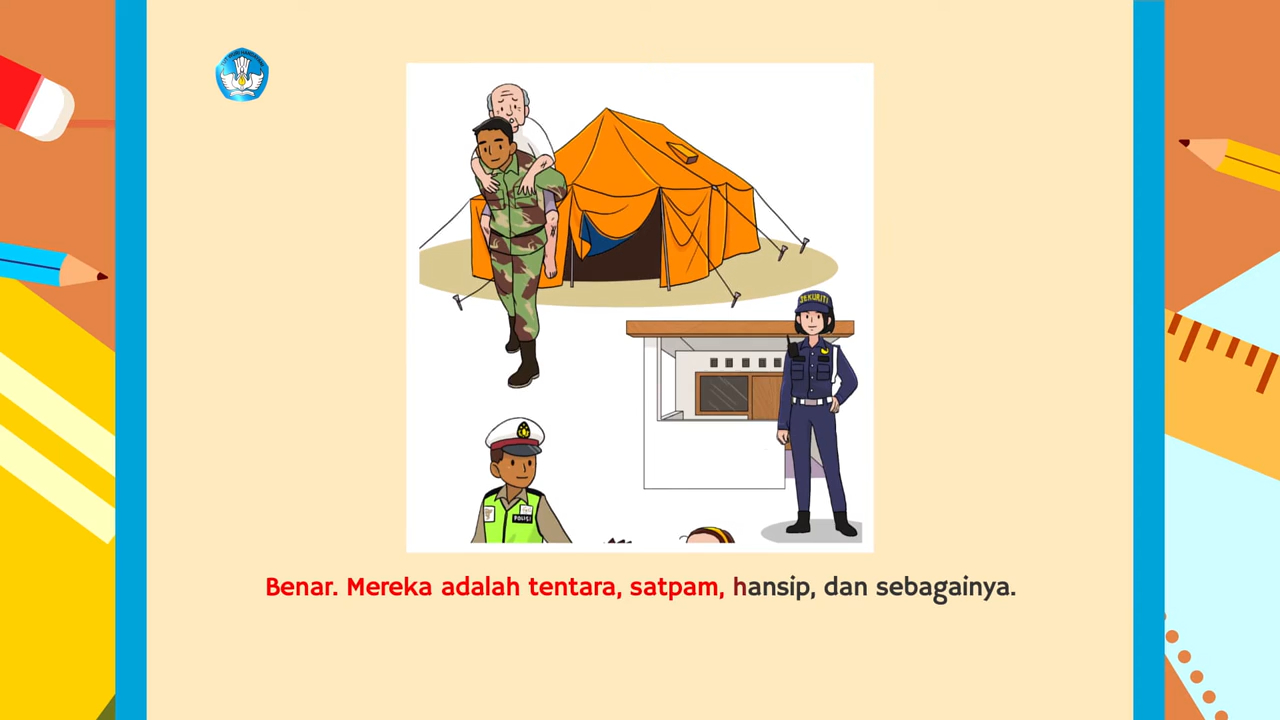 SEKURITI
POLISI
Benar. Mereka adalah tentara, satpam, hansip, dan sebagainya.